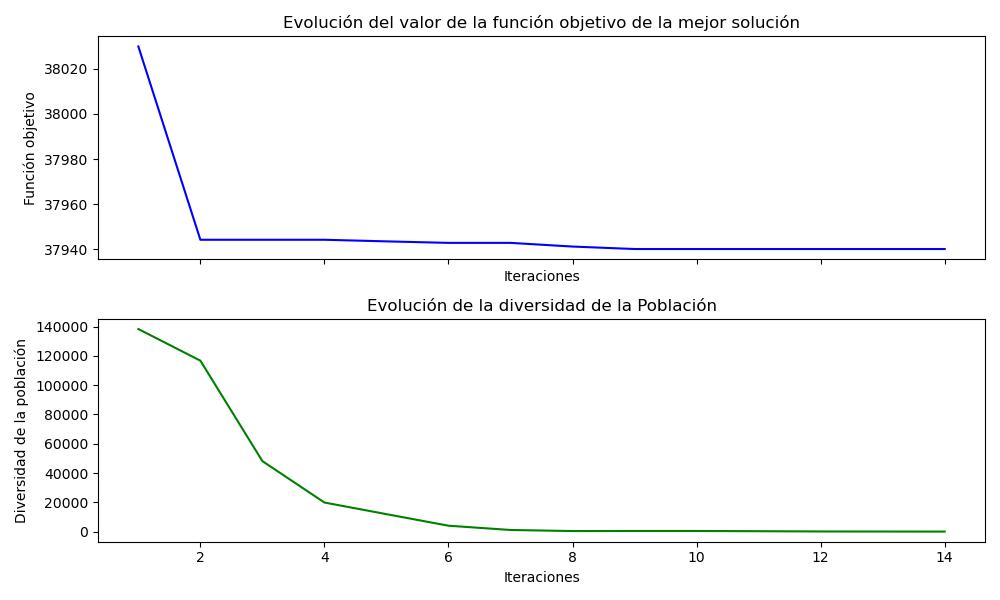 Evolución del valor de la función objetivo de la mejor solución
Función objetivo
38020
38000
37980
37960
37940
Iteraciones
Evolución de la diversidad de la Población
Diversidad de la población
140000
120000
100000
80000
60000
40000
20000
0
2 4 6 8 10 12 14
Iteraciones